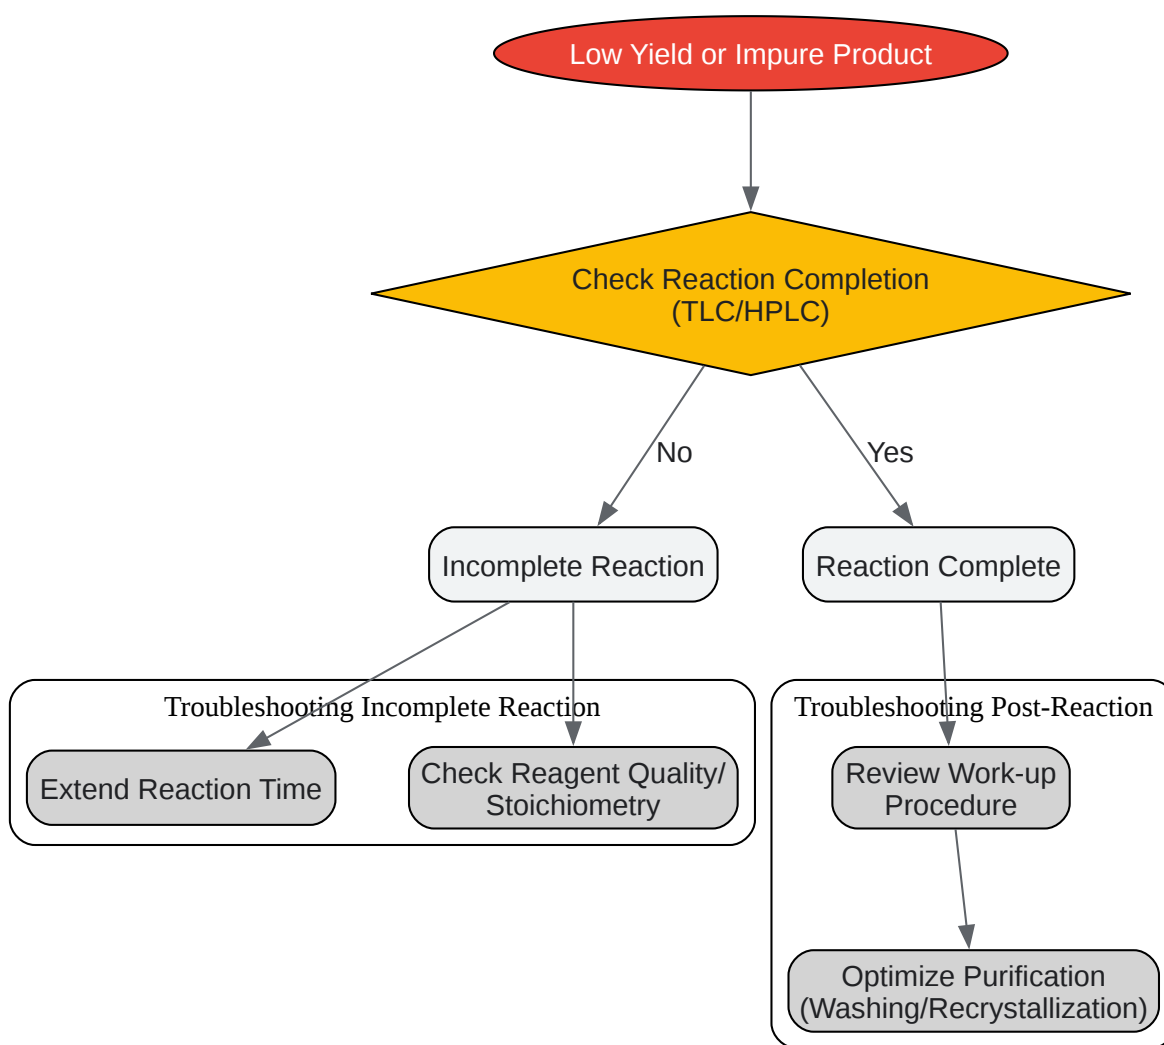 Low Yield or Impure Product
Check Reaction Completion
(TLC/HPLC)
No
Yes
Incomplete Reaction
Reaction Complete
Troubleshooting Incomplete Reaction
Troubleshooting Post-Reaction
Extend Reaction Time
Check Reagent Quality/
Stoichiometry
Review Work-up
Procedure
Optimize Purification
(Washing/Recrystallization)